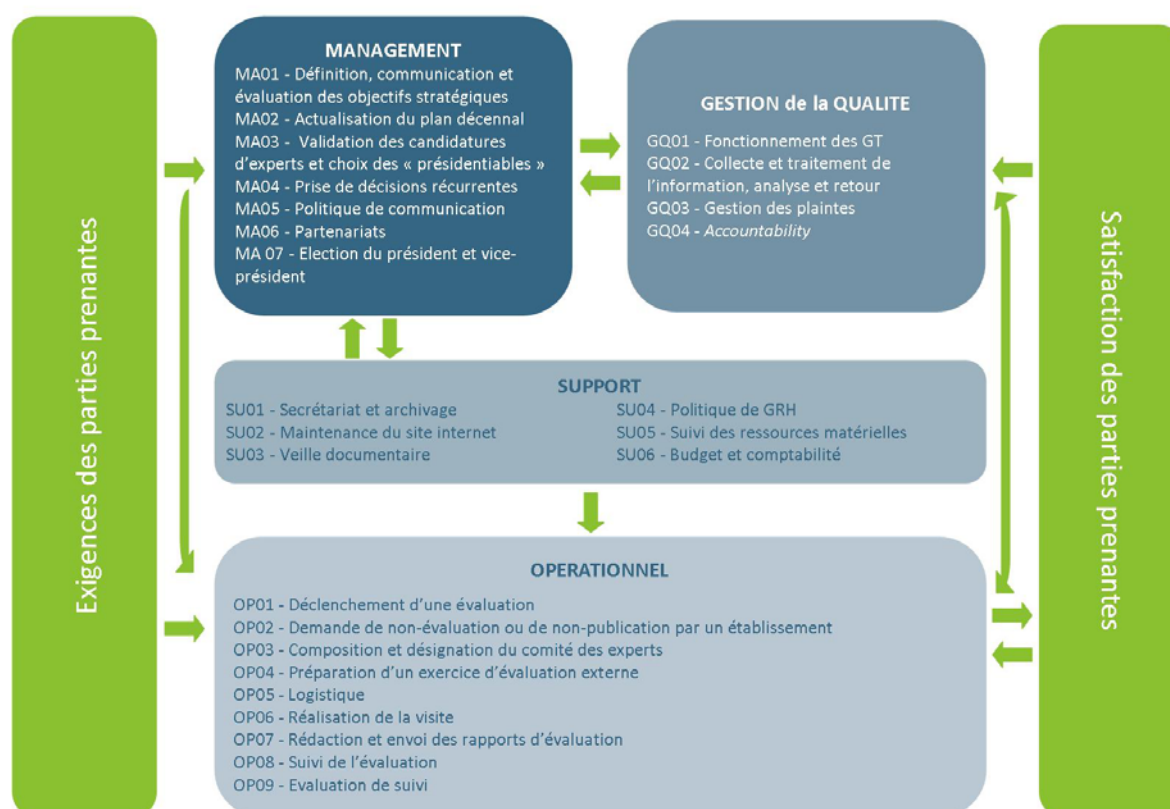 Exigences des parties prenantes
MANAGEMENT
MA01 - Définition, communication et
évaluation des objectifs stratégiques
MA02 - Actualisation du plan décennal
MA03 - Validation des candidatures
d'experts et choix des « présidentiables »
MA04 - Prise de décisions récurrentes
MA05 - Politique de communication
MA06 - Partenariats
MA 07 - Election du président et vice-
président
GESTION de la QUALITE
GQ01 - Fonctionnement des GT
GQ02 - Collecte et traitement de
l'information, analyse et retour
GQ03 - Gestion des plaintes
GQ04 - Accountability
SUPPORT
SU01 - Secrétariat et archivage
SU02 - Maintenance du site internet
SU03 - Veille documentaire
SU04 - Politique de GRH
SU05 - Suivi des ressources matérielles
SU06 - Budget et comptabilité
OPERATIONNEL
OP01 - Déclenchement d'une évaluation
OP02 - Demande de non-évaluation ou de non-publication par un établissement
OP03 - Composition et désignation du comité des experts
OP04 - Préparation d'un exercice d'évaluation externe
OP05 - Logistique
OP06 - Réalisation de la visite
OP07 - Rédaction et envoi des rapports d'évaluation
OP08 - Suivi de l'évaluation
OP09 - Evaluation de suivi
Satisfaction des parties prenantes